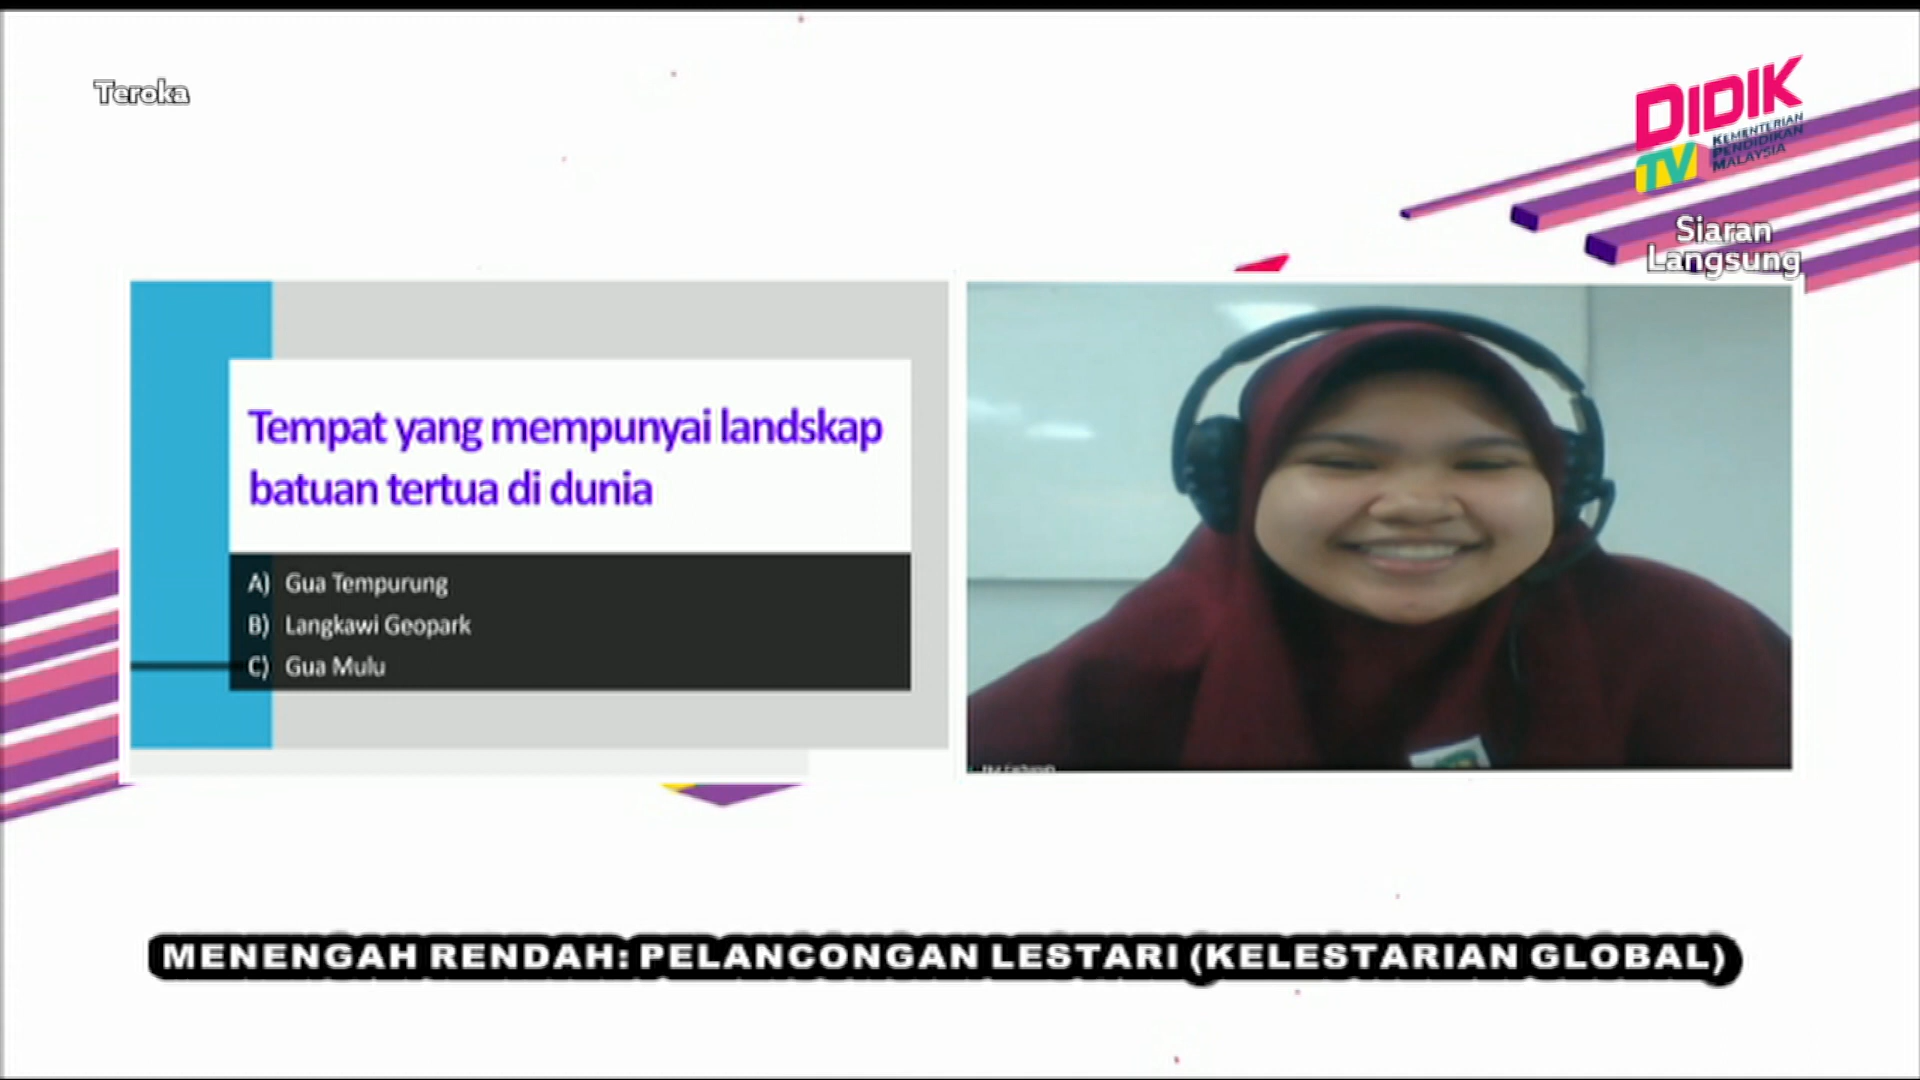 Teroka
DIDIK
TV
KEMENTERIAN
PENDIDIKAN
MALAYSIA
Siaran
Langsung
Tempat yang mempunyai landskap
batuan tertua di dunia
A) Gua Tempurung
B) Langkawi Geopark
C) Gua Mulu
MENENGAH RENDAH: PELANCONGAN LESTARI (KELESTARIAN GLOBAL)